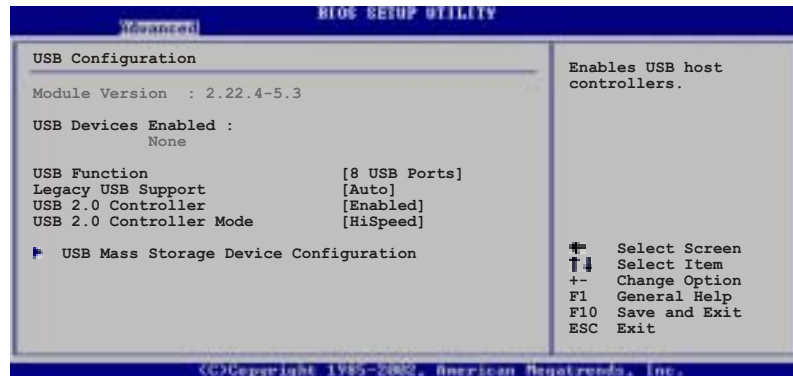 BIOS SETUP UTILITY
Advanced
USB Configuration
Module Version : 2.22.4-5.3
USB Devices Enabled :
None
USB Function [8 USB Ports]
Legacy USB Support [Auto]
USB 2.0 Controller [Enabled]
USB 2.0 Controller Mode [HiSpeed]
USB Mass Storage Device Configuration
Enables USB host
controllers.
Select Screen
Select Item
+- Change Option
F1 General Help
F10 Save and Exit
ESC Exit
(C)Copyright 1985-2002, American Megatrends, Inc.